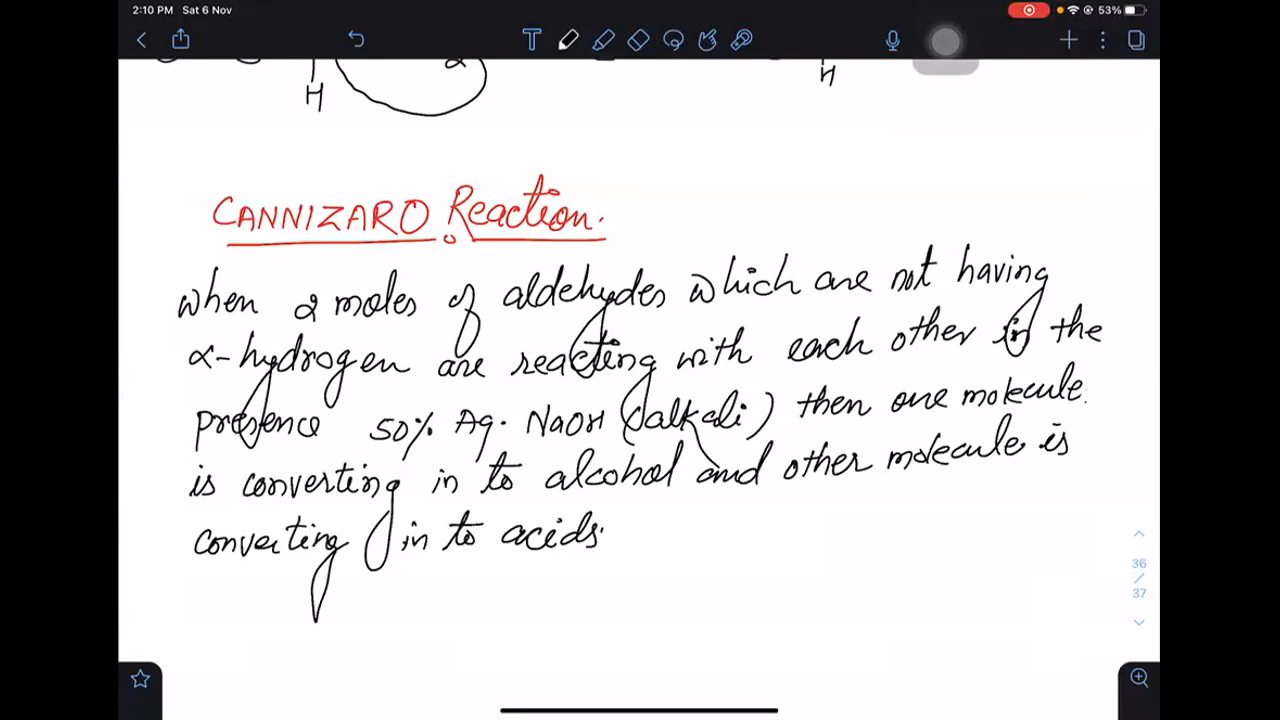 2:10 PM Sat 6 Nov
53%
T
H
H
CANNIZARO Reaction.
when 2 moles of aldehydes which are not having
α-hydrogen are reacting with each other in the
presence 50% Aq. NaOH (alkali) then one molecule
is converting in to alcohol and other molecule is
converting in to acids.
36
/
37